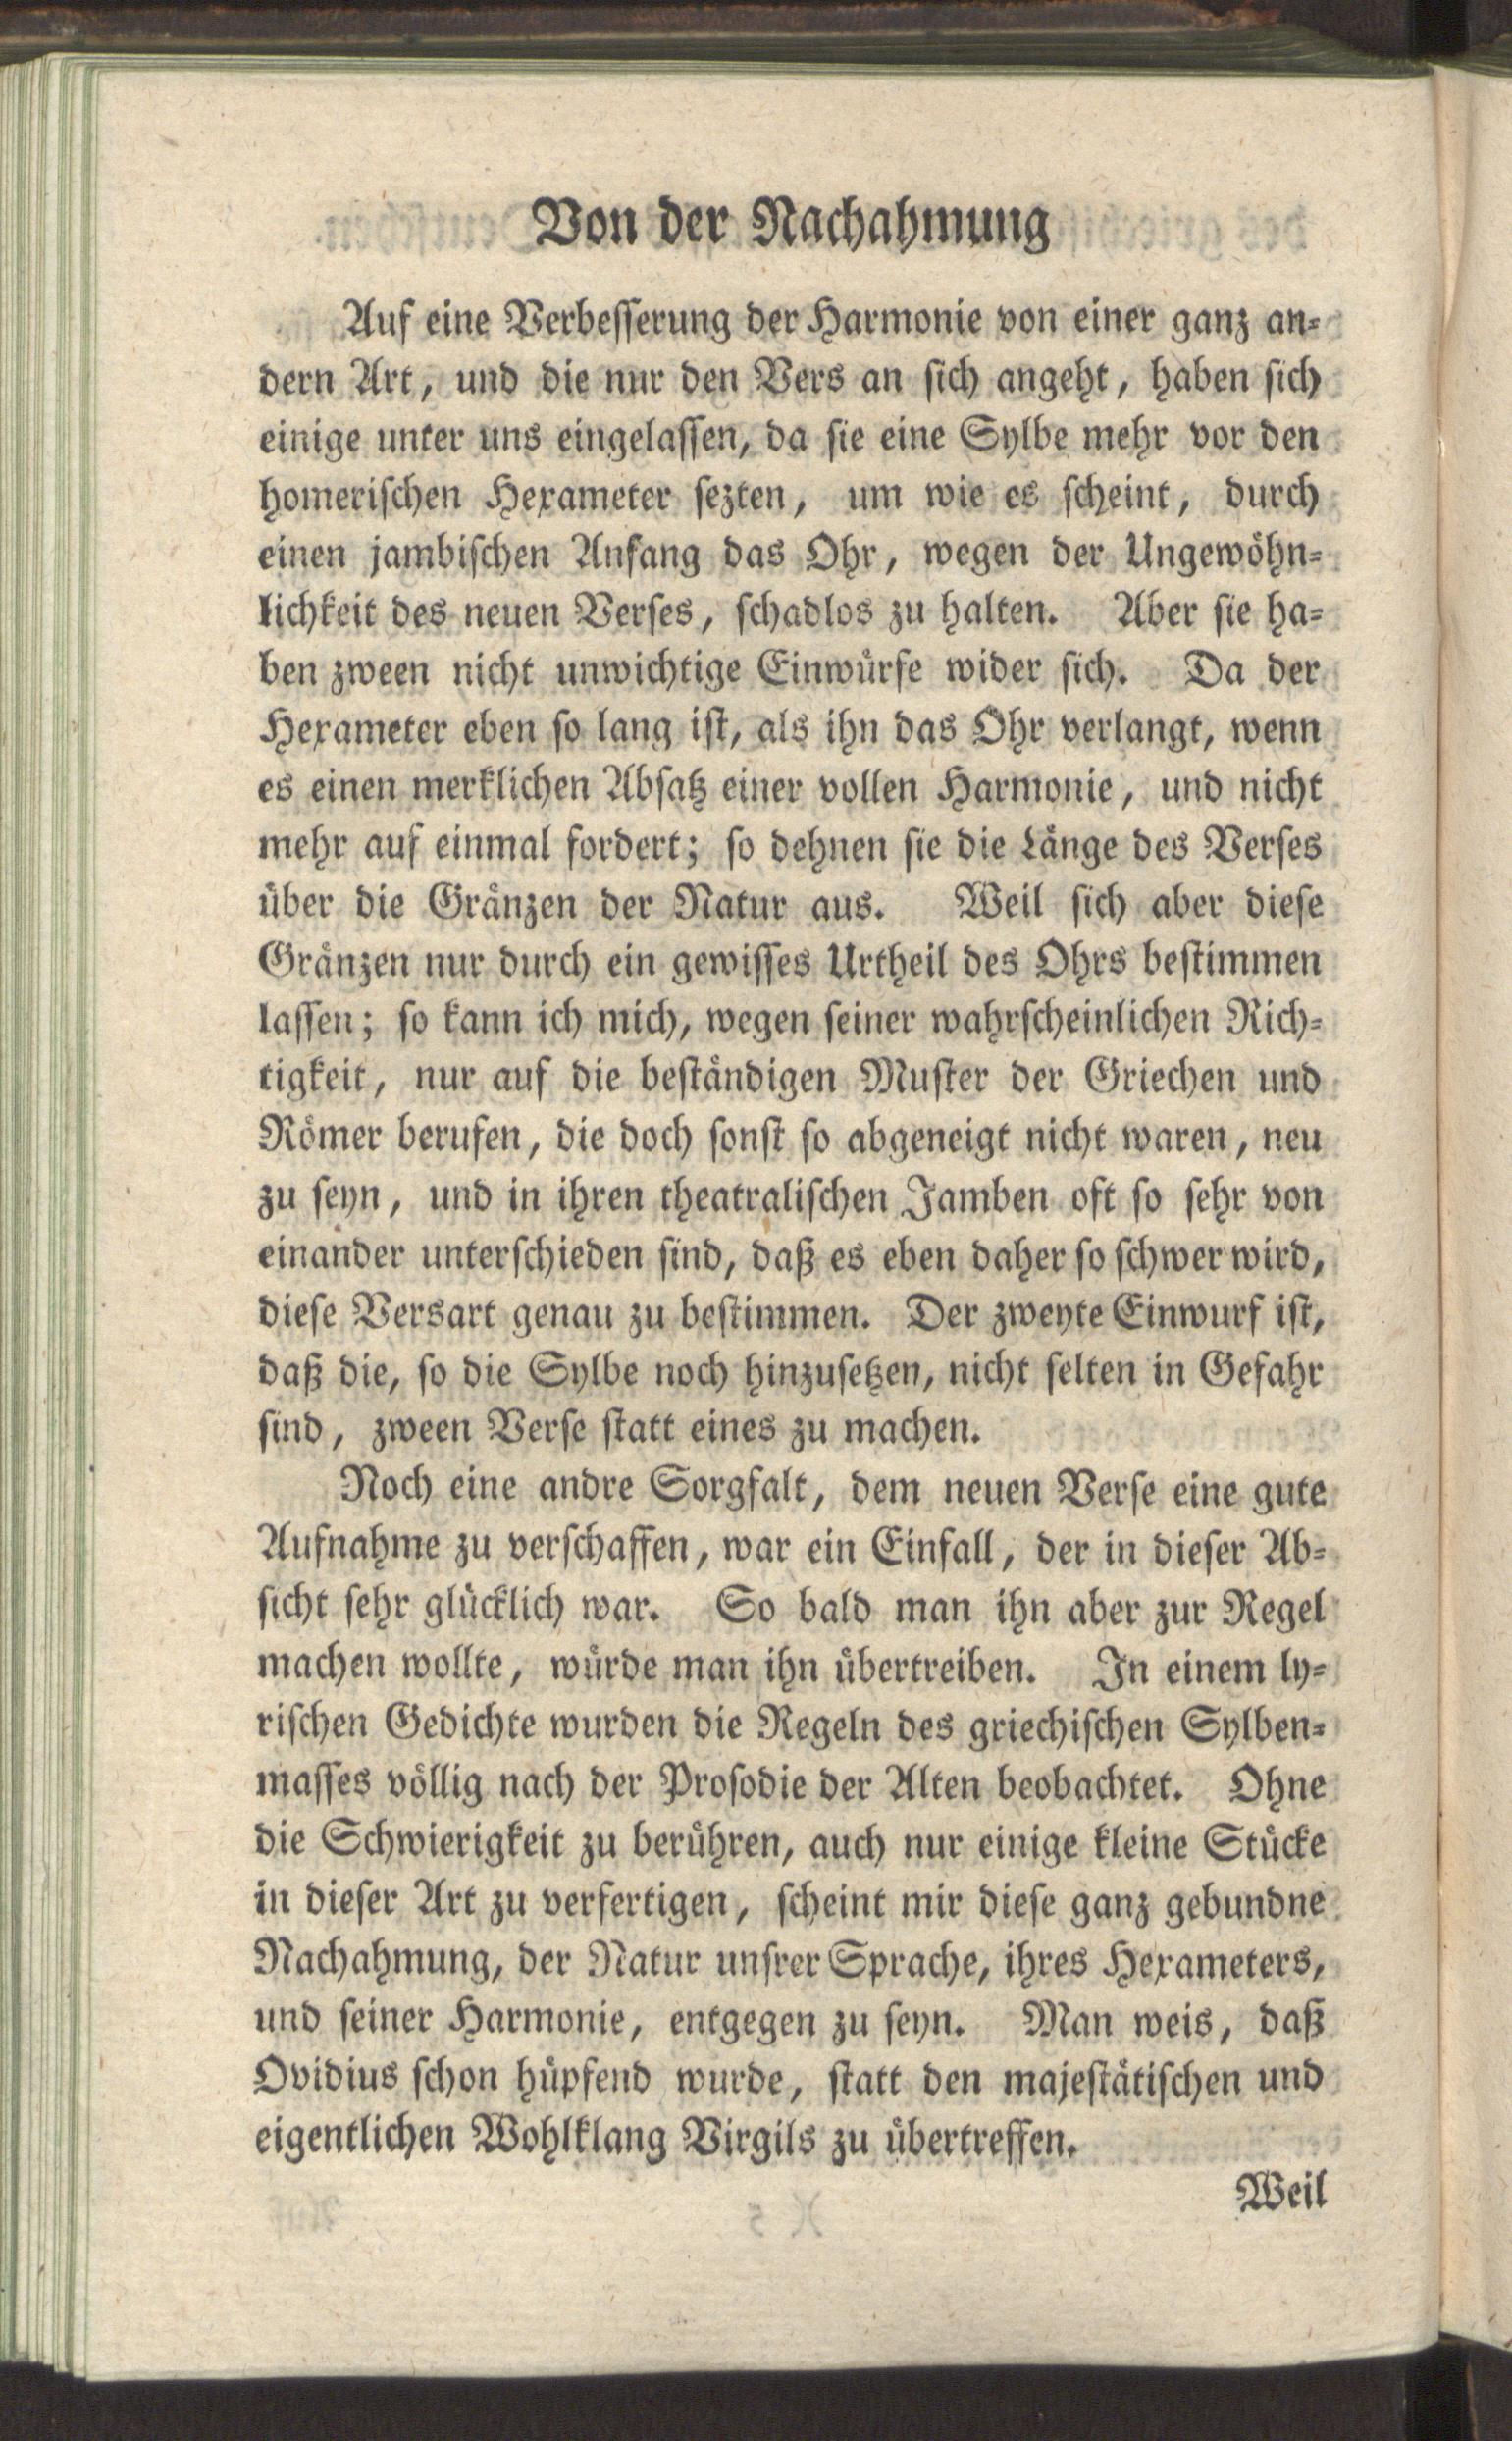 Von der Nachahmung
Auf eine Verbesserung der Harmonie von einer ganz an-
dern Art, und die nur den Vers an sich angeht, haben sich
einige unter uns eingelassen, da sie eine Sylbe mehr vor den
homerischen Hexameter sezten, um wie es scheint, durch
einen jambischen Anfang das Ohr, wegen der Ungewöhn-
lichkeit des neuen Verses, schadlos zu halten. Aber sie ha-
ben zween nicht unwichtige Einwürfe wider sich. Da der
Hexameter eben so lang ist, als ihn das Ohr verlangt, wenn
es einen merklichen Absatz einer vollen Harmonie, und nicht
mehr auf einmal fordert; so dehnen sie die Länge des Verses
über die Gränzen der Natur aus. Weil sich aber diese
Gränzen nur durch ein gewisses Urtheil des Ohrs bestimmen
lassen; so kann ich mich, wegen seiner wahrscheinlichen Rich-
tigkeit, nur auf die beständigen Muster der Griechen und
Römer berufen, die doch sonst so abgeneigt nicht waren, neu
zu seyn, und in ihren theatralischen Jamben oft so sehr von
einander unterschieden sind, daß es eben daher so schwer wird,
diese Versart genau zu bestimmen. Der zweyte Einwurf ist,
daß die, so die Sylbe noch hinzusetzen, nicht selten in Gefahr
sind, zween Verse statt eines zu machen.
Noch eine andre Sorgfalt, dem neuen Verse eine gute
Aufnahme zu verschaffen, war ein Einfall, der in dieser Ab-
sicht sehr glücklich war. So bald man ihn aber zur Regel
machen wollte, würde man ihn übertreiben. In einem ly-
rischen Gedichte wurden die Regeln des griechischen Sylben-
masses völlig nach der Prosodie der Alten beobachtet. Ohne
die Schwierigkeit zu berühren, auch nur einige kleine Stücke
in dieser Art zu verfertigen, scheint mir diese ganz gebundne
Nachahmung, der Natur unsrer Sprache, ihres Hexameters,
und seiner Harmonie, entgegen zu seyn. Man weis, daß
Ovidius schon hüpfend wurde, statt den majestätischen und
eigentlichen Wohlklang Virgils zu übertreffen.
Weil